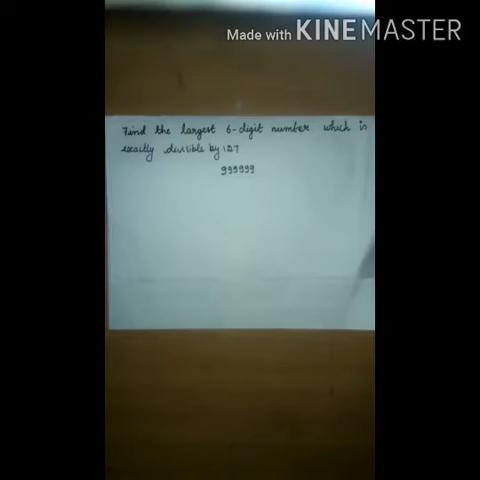 Made with KINEMASTER
Find the largest 6-digit number which is
exactly divisible by 127
999999